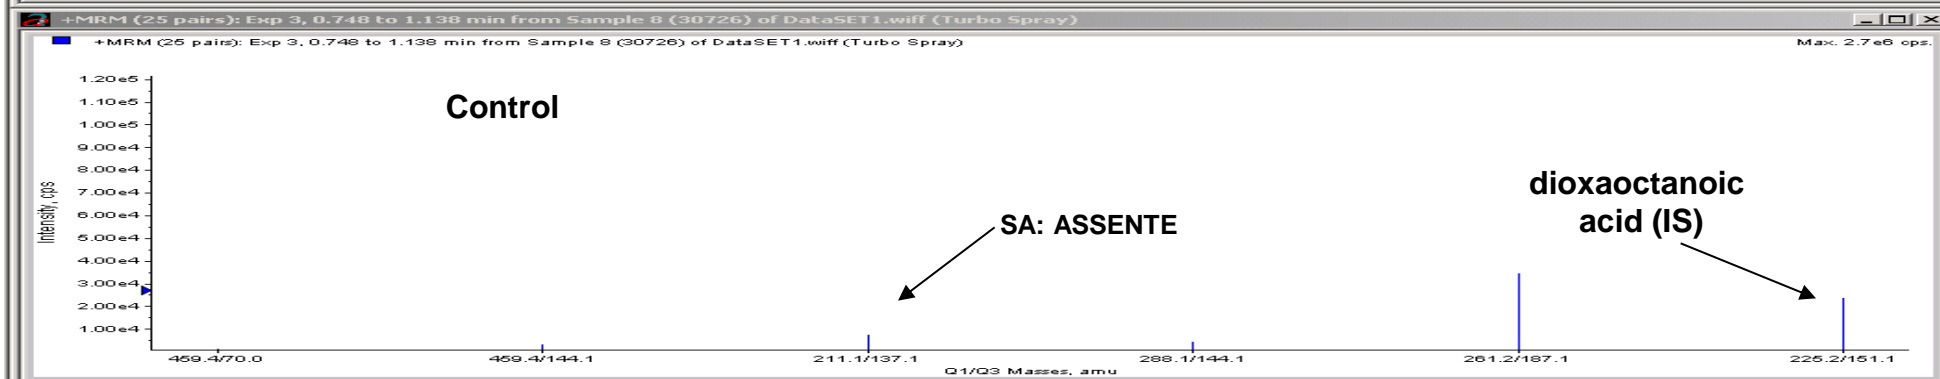 +MRM (25 pairs): Exp 3, 0.748 to 1.138 min from Sample 8 (30726) of DataSET1.wiff (Turbo Spray)
+MRM (25 pairs): Exp 3, 0.748 to 1.138 min from Sample 8 (30726) of DataSET1.wiff (Turbo Spray)
Max. 2.7e6 cps.
Control
dioxaoctanoic
acid (IS)
SA: ASSENTE
Intensity, cps
1.20e5
1.10e5
1.00e5
9.00e4
8.00e4
7.00e4
6.00e4
5.00e4
4.00e4
3.00e4
2.00e4
1.00e4
459.4/70.0 459.4/144.1 211.1/137.1 288.1/144.1 261.2/187.1 225.2/151.1
Q1/Q3 Masses, amu